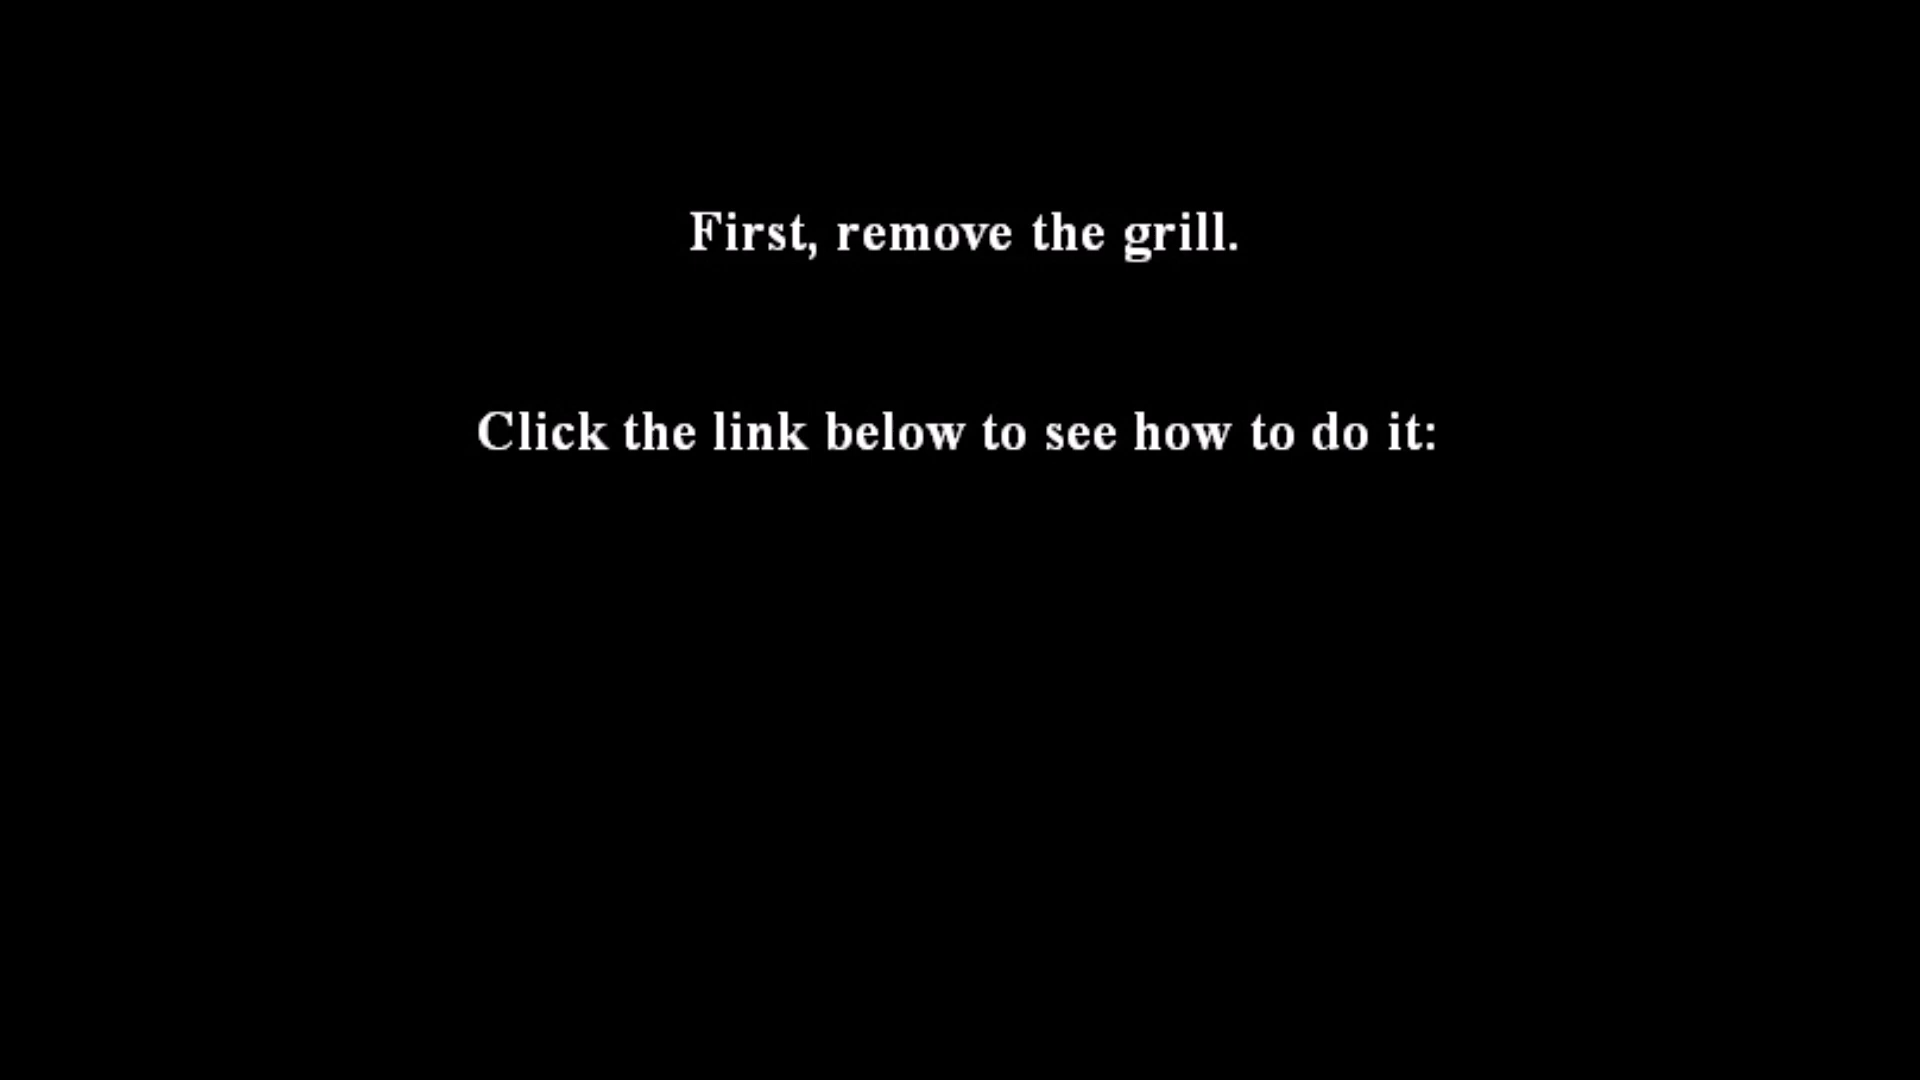 First, remove the grill.
Click the link below to see how to do it: